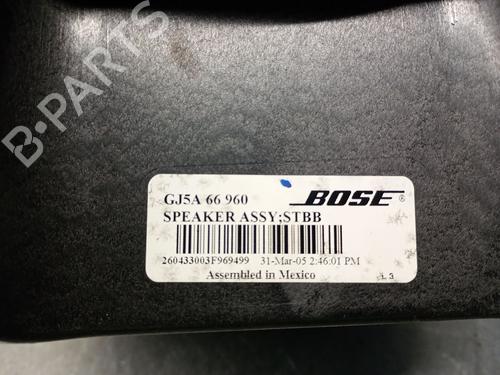 B-PARTS
GJ5A 66 960
BOSE ®
SPEAKER ASSY;STBB
260433003F969499 31-Mar-05 2:46:01 PM
Assembled in Mexico